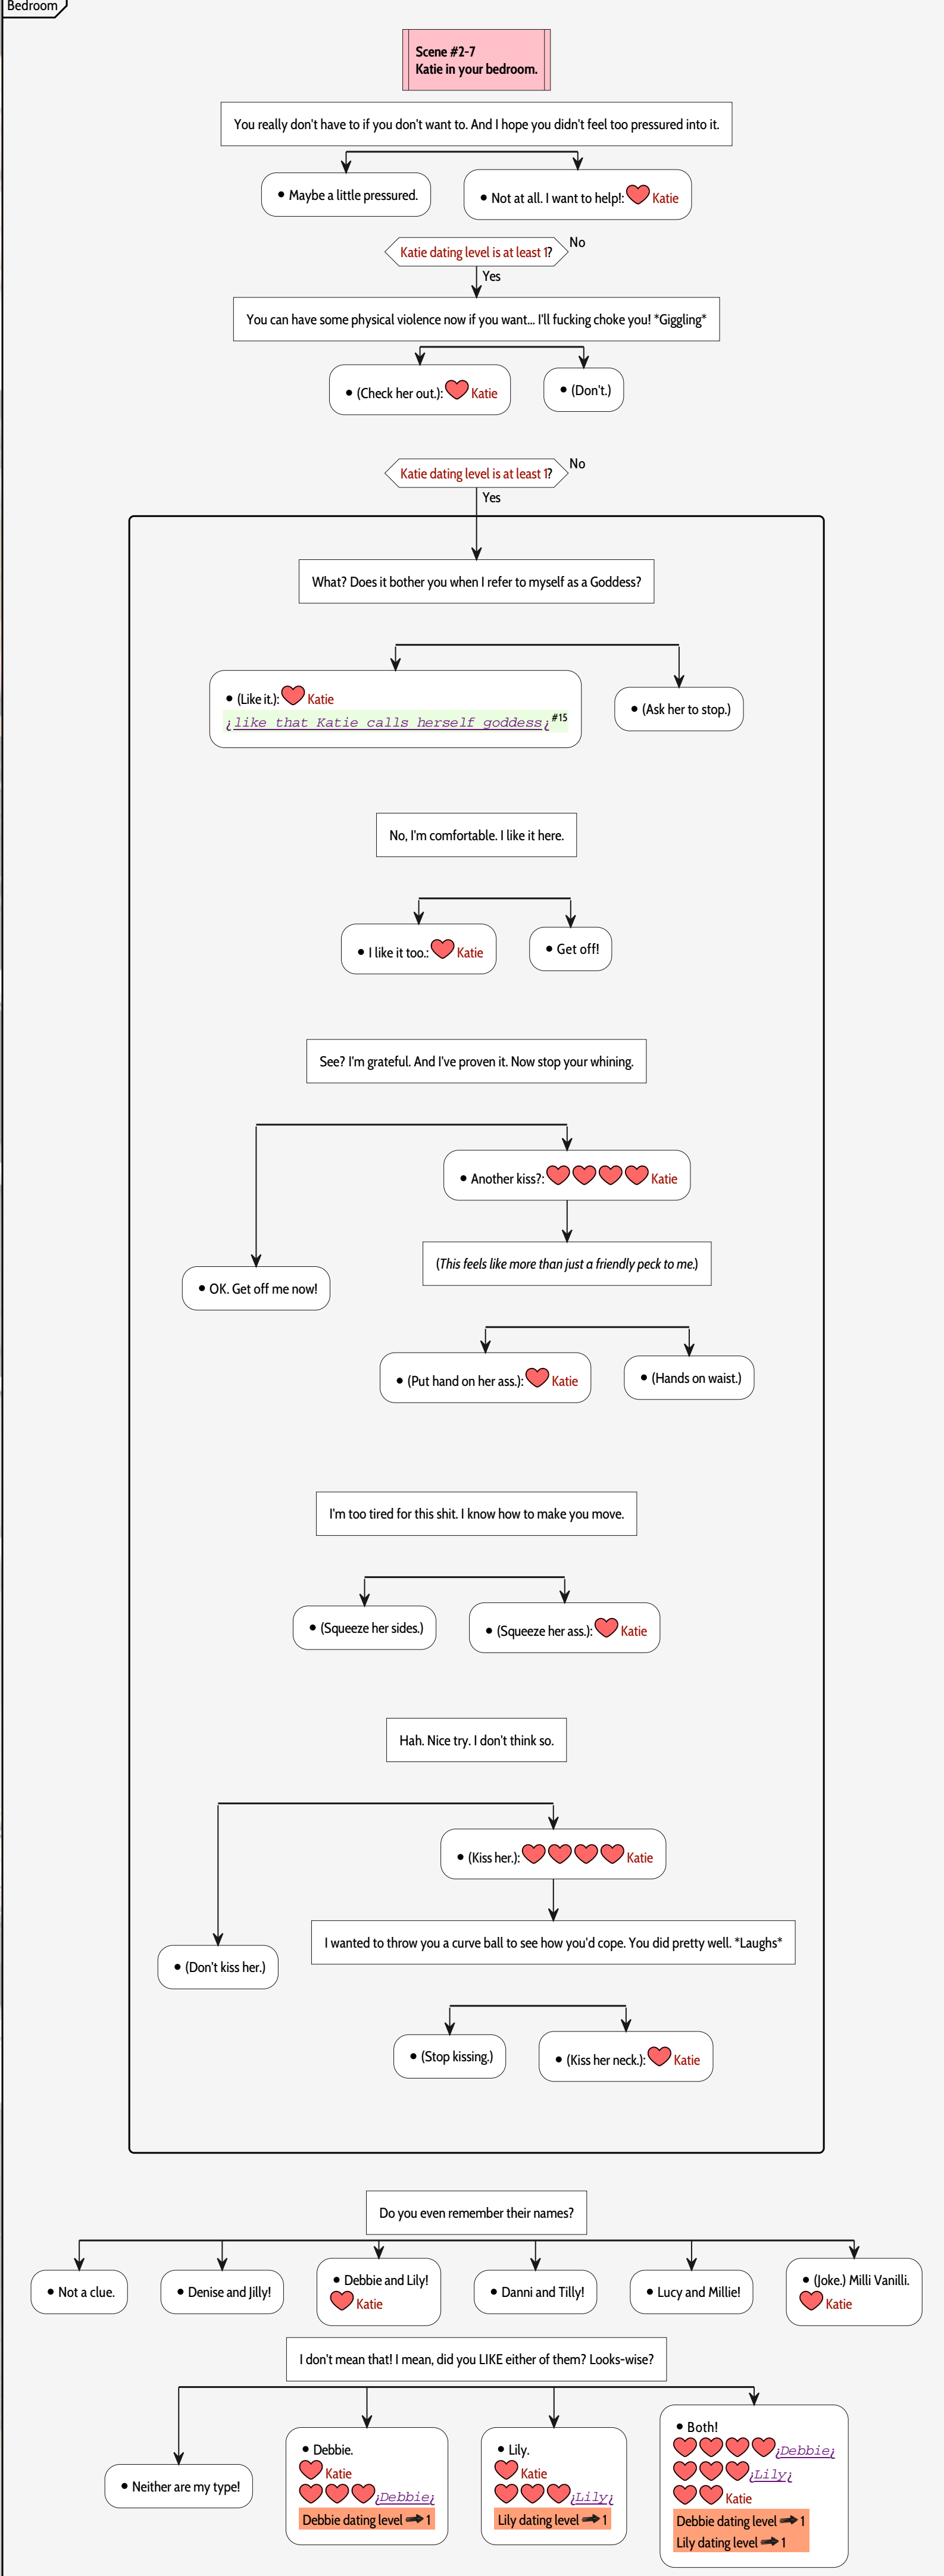 Bedroom
Scene #2-7
Katie in your bedroom.
You really don't have to if you don't want to. And I hope you didn't feel too pressured into it.
• Maybe a little pressured.
• Not at all. I want to help!: Katie
Katie dating level is at least 1?
No
Yes
You can have some physical violence now if you want... I'll fucking choke you! *Giggling*
• (Check her out.): Katie
• (Don't.)
Katie dating level is at least 1?
No
Yes
What? Does it bother you when I refer to myself as a Goddess?
• (Like it.): Katie
¿like that Katie calls herself goddess¿#15
• (Ask her to stop.)
No, I'm comfortable. I like it here.
• I like it too.: Katie
• Get off!
See? I'm grateful. And I've proven it. Now stop your whining.
• Another kiss?: Katie
(This feels like more than just a friendly peck to me.)
• OK. Get off me now!
• (Put hand on her ass.): Katie
• (Hands on waist.)
I'm too tired for this shit. I know how to make you move.
• (Squeeze her sides.)
• (Squeeze her ass.): Katie
Hah. Nice try. I don't think so.
• (Kiss her.): Katie
I wanted to throw you a curve ball to see how you'd cope. You did pretty well. *Laughs*
• (Don't kiss her.)
• (Stop kissing.)
• (Kiss her neck.): Katie
Do you even remember their names?
• Not a clue.
• Denise and Jilly!
• Debbie and Lily!
Katie
• Danni and Tilly!
• Lucy and Millie!
• (Joke.) Milli Vanilli.
Katie
I don't mean that! I mean, did you LIKE either of them? Looks-wise?
• Neither are my type!
• Debbie.
Katie
¿Debbie¿
Debbie dating level ➡ 1
• Lily.
Katie
¿Lily¿
Lily dating level ➡ 1
• Both!
¿Debbie¿
¿Lily¿
Katie
Debbie dating level ➡ 1
Lily dating level ➡ 1